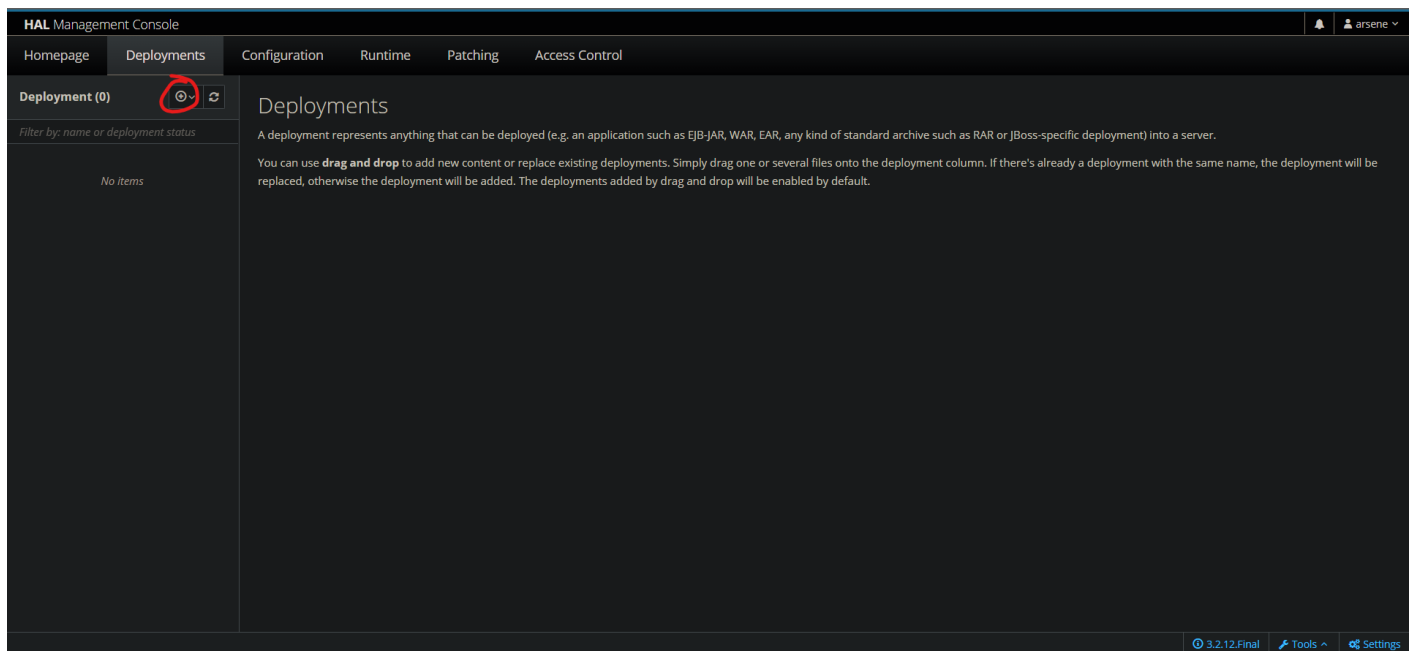 HAL Management Console
arsene
Homepage Deployments Configuration Runtime Patching Access Control
Deployment (0)
Filter by: name or deployment status
No items
Deployments
A deployment represents anything that can be deployed (e.g. an application such as EJB-JAR, WAR, EAR, any kind of standard archive such as RAR or JBoss-specific deployment) into a server.
You can use drag and drop to add new content or replace existing deployments. Simply drag one or several files onto the deployment column. If there's already a deployment with the same name, the deployment will be
replaced, otherwise the deployment will be added. The deployments added by drag and drop will be enabled by default.
3.2.12.Final Tools Settings